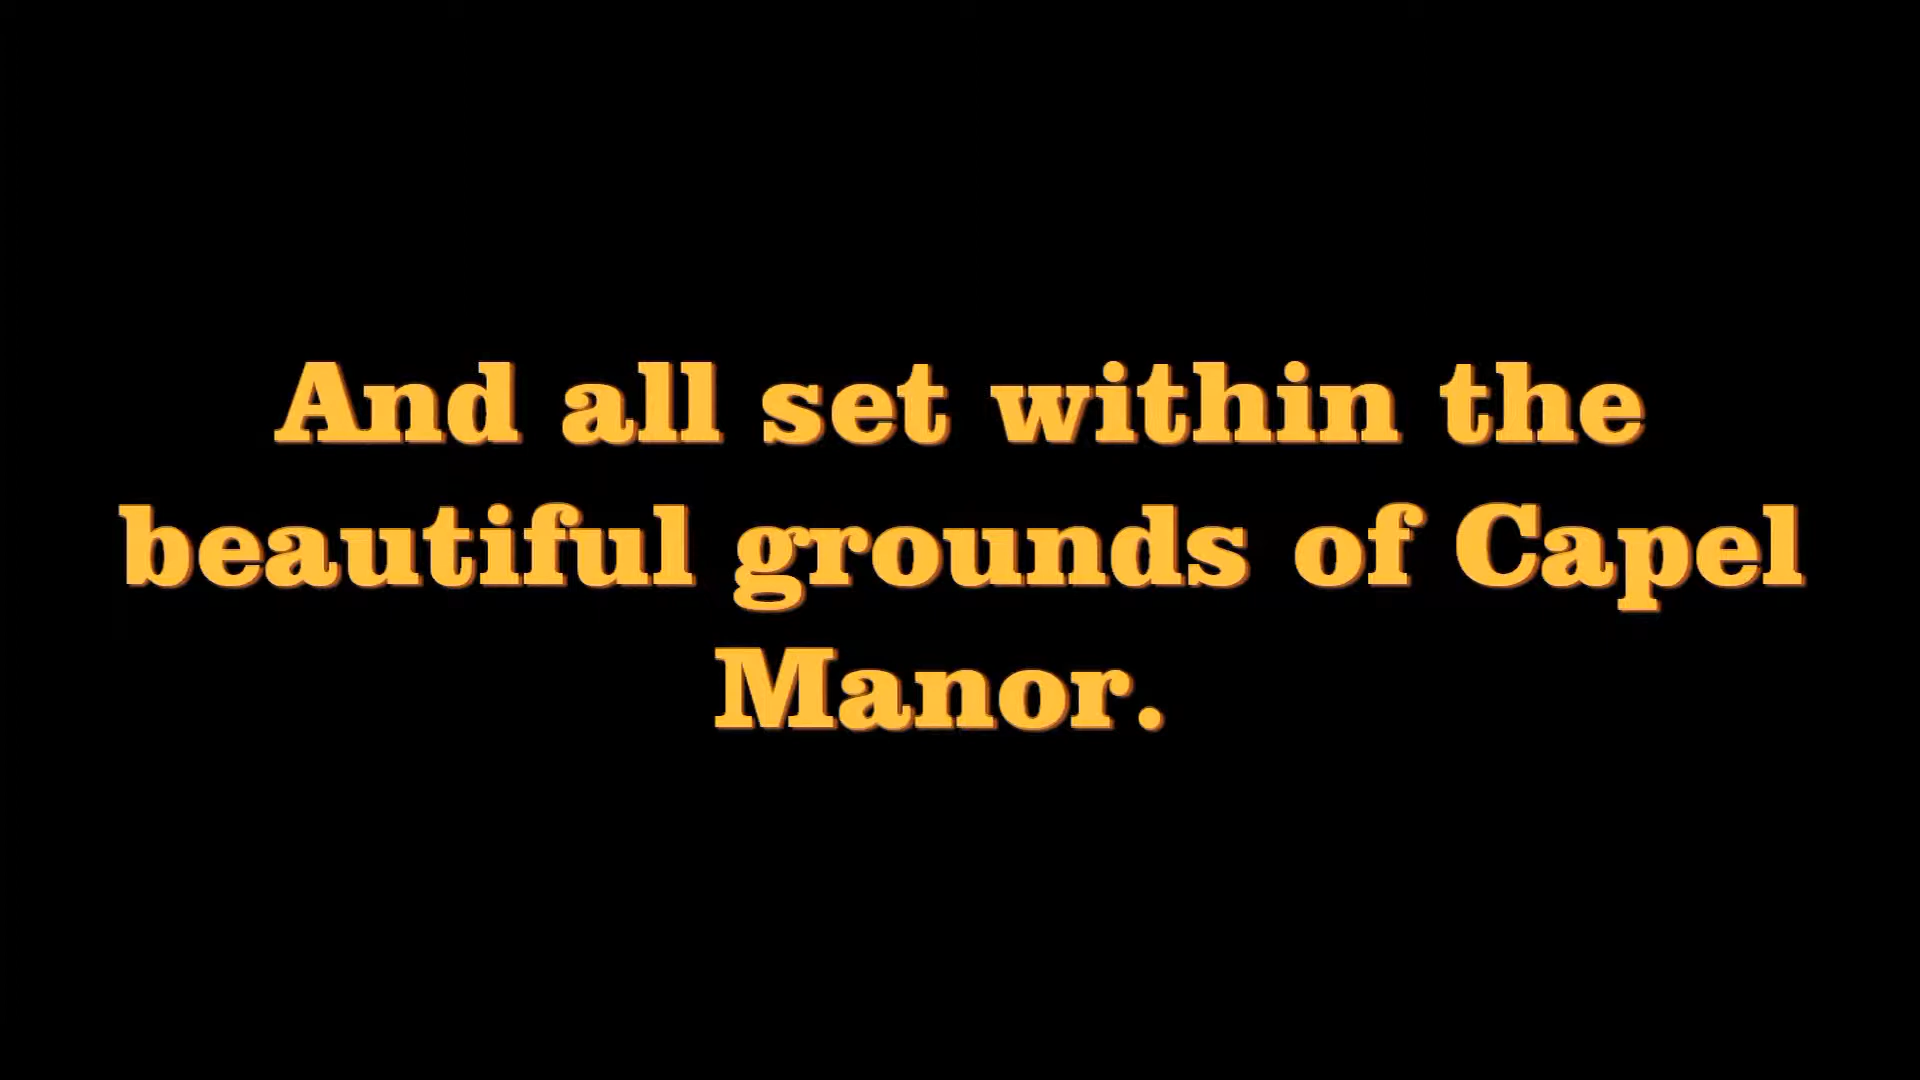 And all set within the
beautiful grounds of Capel
Manor.